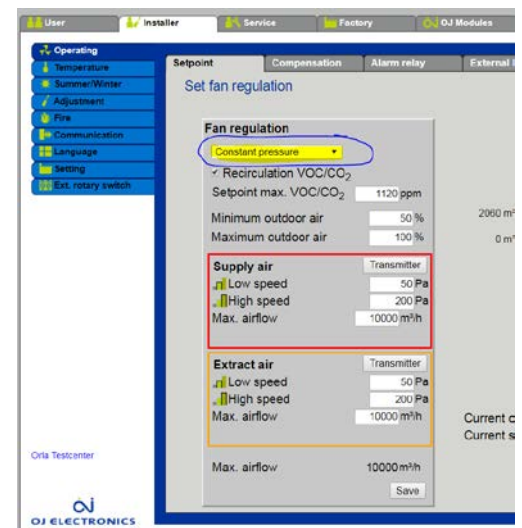 User Installer Service Factory OJ Modules
Operating
Temperature
Summer/Winter
Adjustment
Fire
Communication
Language
Setting
Ext. rotary switch
Setpoint Compensation Alarm relay External
Set fan regulation
Fan regulation
Constant pressure
Recirculation VOC/CO2
Setpoint max. VOC/CO2 1120 ppm
Minimum outdoor air 50 %
Maximum outdoor air 100 %
2060 m³
0 m³
Supply air Transmitter
Low speed 50 Pa
High speed 200 Pa
Max. airflow 10000 m³/h
Extract air Transmitter
Low speed 50 Pa
High speed 200 Pa
Max. airflow 10000 m³/h
Current
Current
Max. airflow 10000 m³/h
Save
Orla Testcenter
OJ ELECTRONICS